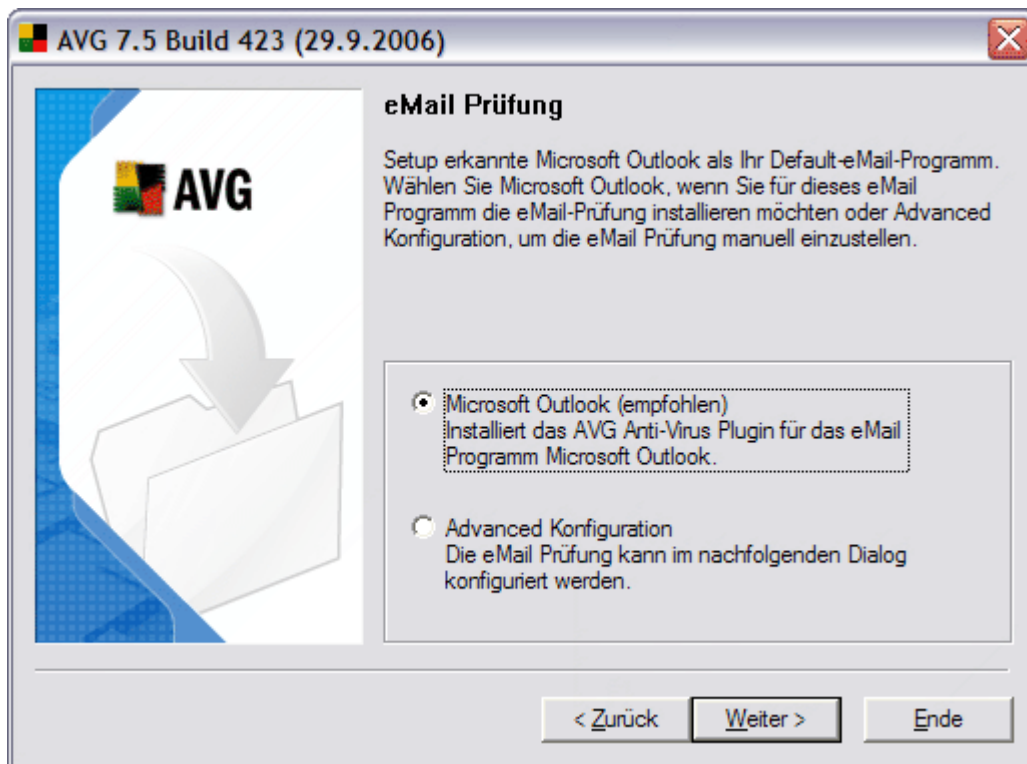 AVG 7.5 Build 423 (29.9.2006)
AVG
eMail Prüfung
Setup erkannte Microsoft Outlook als Ihr Default-eMail-Programm.
Wählen Sie Microsoft Outlook, wenn Sie für dieses eMail
Programm die eMail-Prüfung installieren möchten oder Advanced
Konfiguration, um die eMail Prüfung manuell einzustellen.
Microsoft Outlook (empfohlen)
Installiert das AVG Anti-Virus Plugin für das eMail
Programm Microsoft Outlook.
Advanced Konfiguration
Die eMail Prüfung kann im nachfolgenden Dialog
konfiguriert werden.
< Zurück
Weiter >
Ende